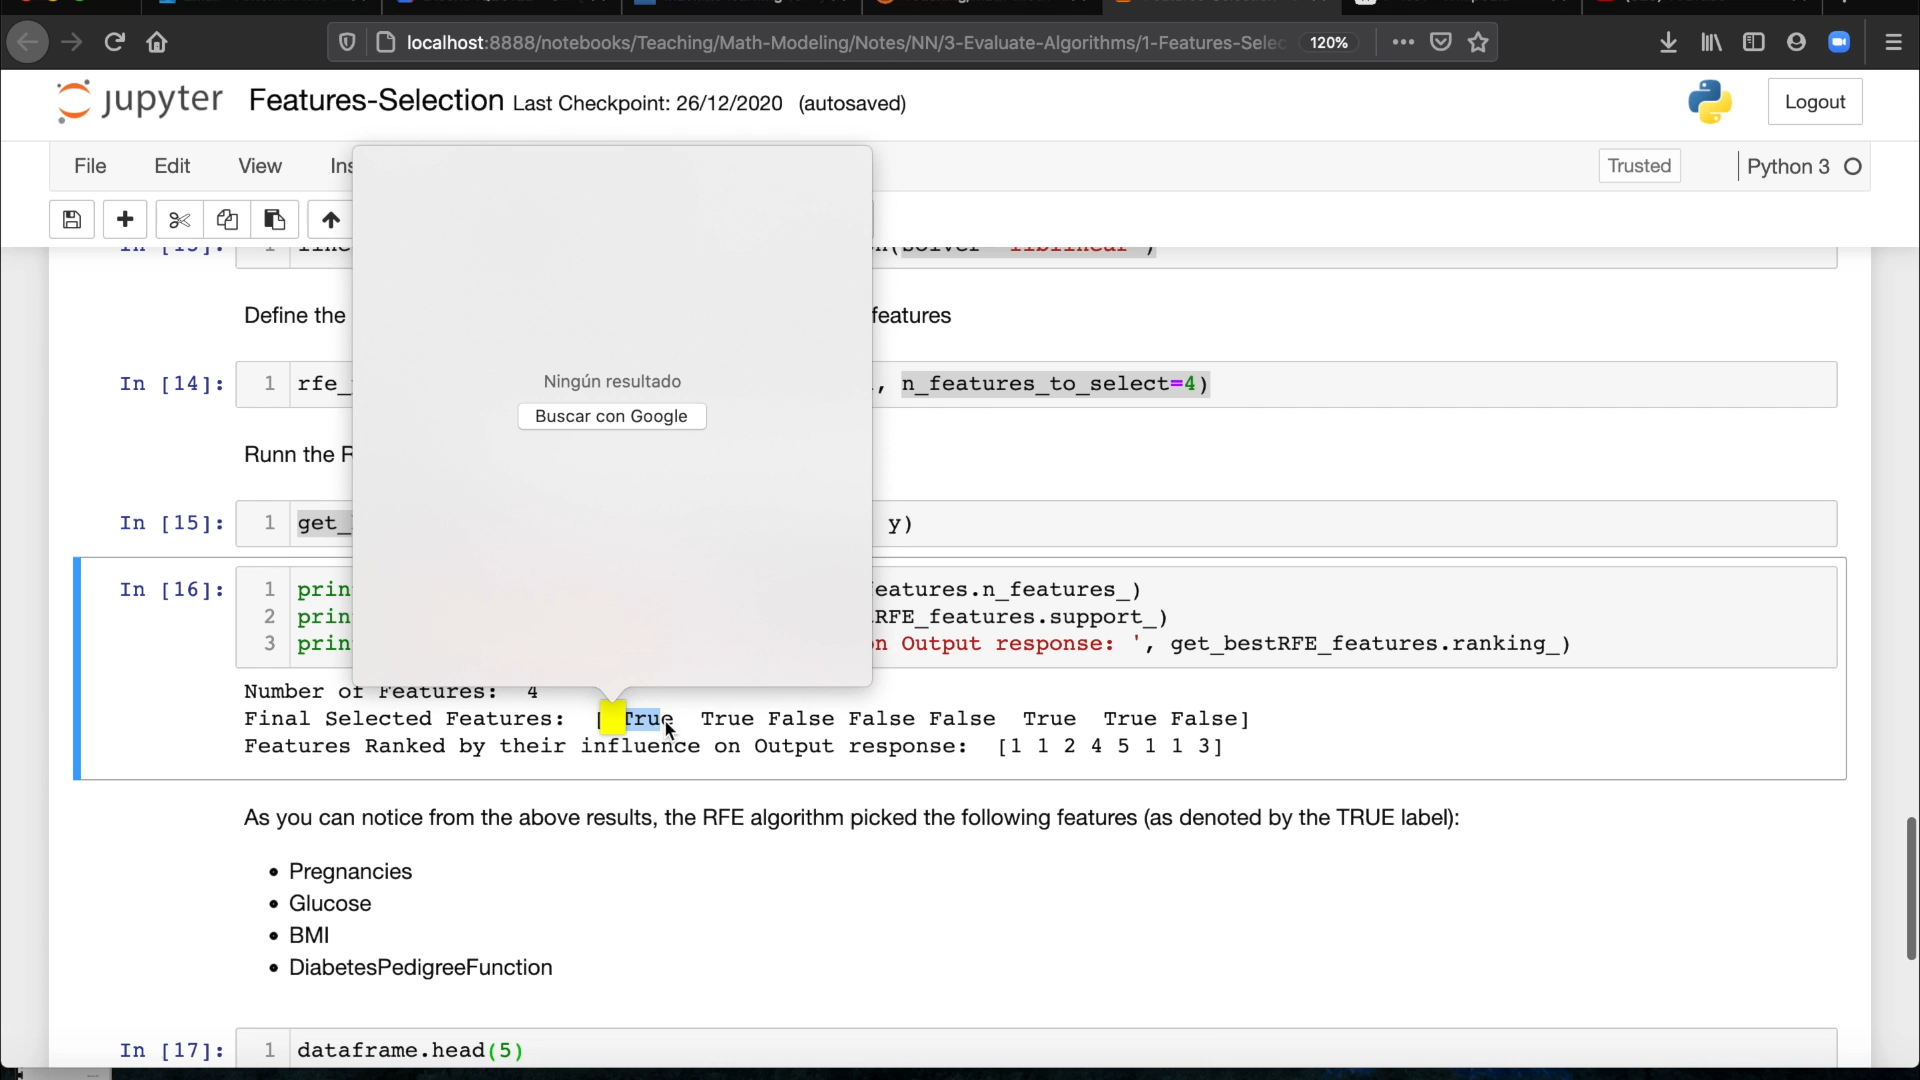 localhost:8888/notebooks/Teaching/Math-Modeling/Notes/NN/3-Evaluate-Algorithms/1-Features-Selec 120%
jupyter Features-Selection Last Checkpoint: 26/12/2020 (autosaved) Logout
File Edit View Ins Trusted Python 3
Define the features
In [14]: 1 rfe_ , n_features_to_select=4)
Runn the R
In [15]: 1 get_ y)
In [16]: 1 prin eatures.n_features_)
2 prin RFE_features.support_)
3 prin n Output response: ', get_bestRFE_features.ranking_)
Ningún resultado
Buscar con Google
Number of Features: 4
Final Selected Features: [ True True False False False True True False]
Features Ranked by their influence on Output response: [1 1 2 4 5 1 1 3]
As you can notice from the above results, the RFE algorithm picked the following features (as denoted by the TRUE label):
• Pregnancies
• Glucose
• BMI
• DiabetesPedigreeFunction
In [17]: 1 dataframe.head(5)